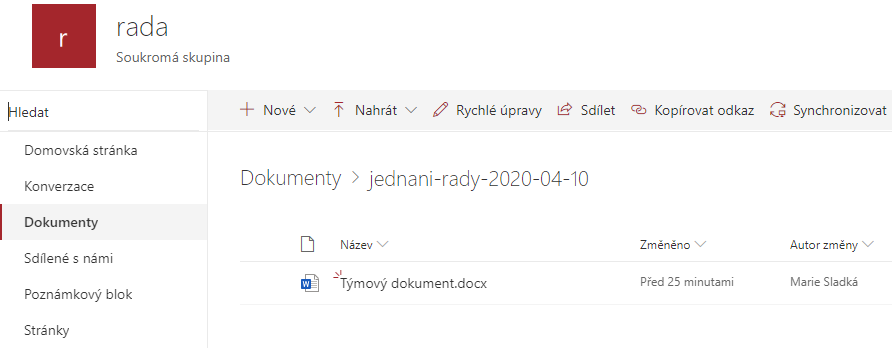 r
rada
Soukromá skupina
Hledat
Nové Nahrát Rychlé úpravy Sdílet Kopírovat odkaz Synchronizovat
Domovská stránka
Konverzace
Dokumenty
Sdílené s námi
Poznámkový blok
Stránky
Dokumenty > jednani-rady-2020-04-10
Název Změněno Autor změny
Týmový dokument.docx Před 25 minutami Marie Sladká